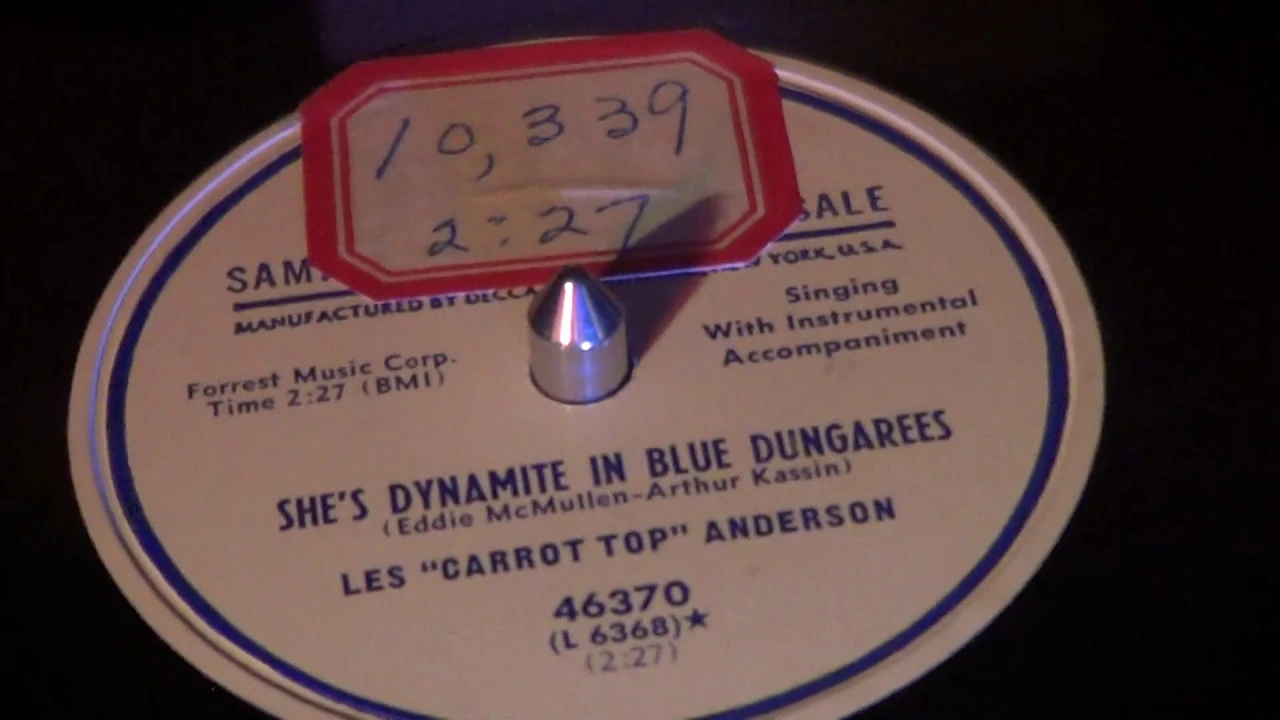 10,339
2:27
SALE
MANUFACTURED BY DECCA
YORK, U.S.A.
Singing
With Instrumental
Accompaniment
Forrest Music Corp.
Time 2:27 (BMI)
SHE'S DYNAMITE IN BLUE DUNGAREES
(Eddie McMullen-Arthur Kassin)
LES "CARROT TOP" ANDERSON
46370
(L 6368)★
(2:27)